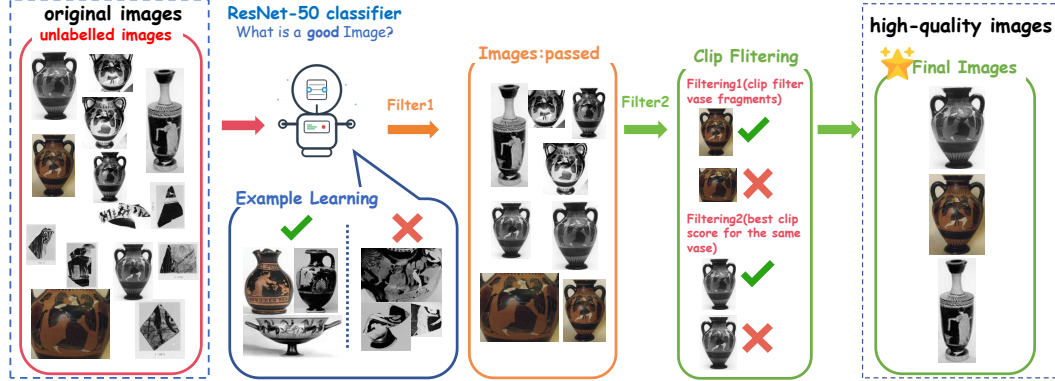 original images
unlabelled images
ResNet-50 classifier
What is a good Image?
Example Learning
Filter1
Images:passed
Filter2
Clip Flitering
Filtering1(clip filter
vase fragments)
Filtering2(best clip
score for the same
vase)
high-quality images
Final Images